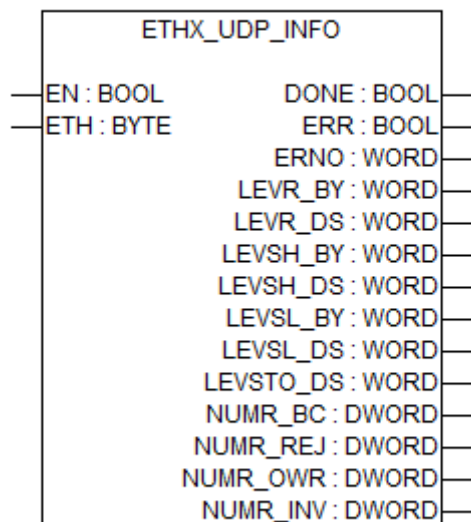 ETHX_UDP_INFO
EN : BOOL DONE : BOOL
ETH : BYTE ERR : BOOL
ERNO : WORD
LEVR_BY : WORD
LEVR_DS : WORD
LEVSH_BY : WORD
LEVSH_DS : WORD
LEVSL_BY : WORD
LEVSL_DS : WORD
LEVSTO_DS : WORD
NUMR_BC : DWORD
NUMR_REJ : DWORD
NUMR_OWR : DWORD
NUMR_INV : DWORD